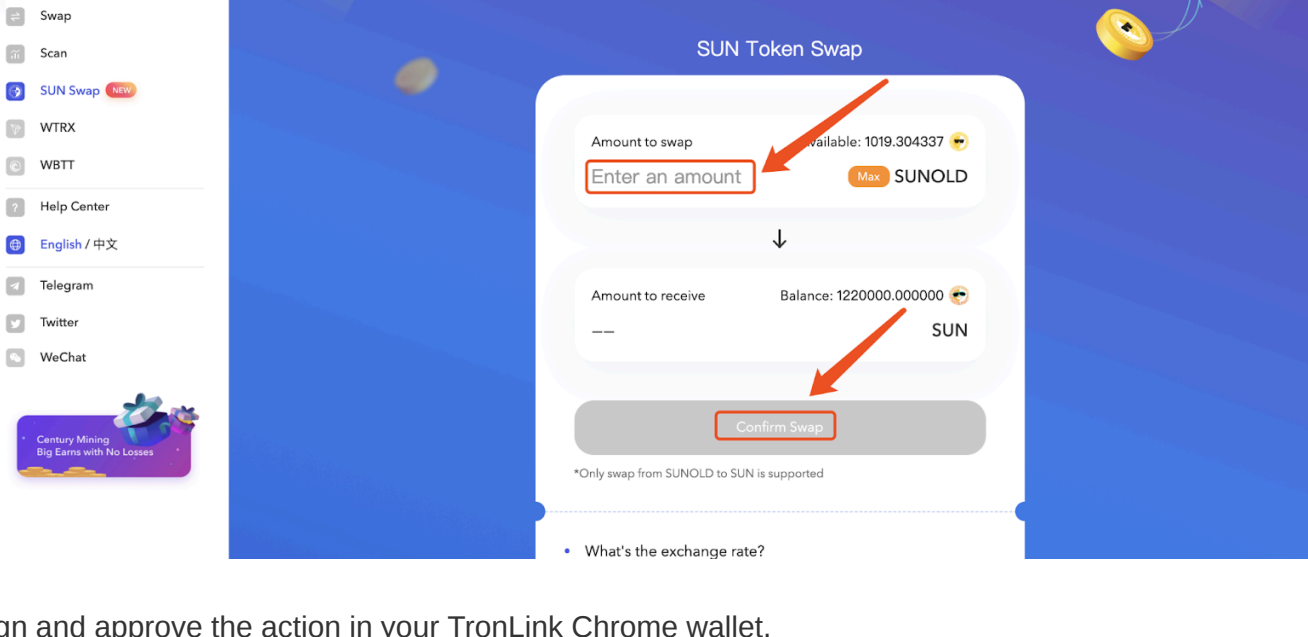 Swap
Scan
SUN Swap NEW
WTRX
WBTT
Help Center
English / 中文
Telegram
Twitter
WeChat
Century Mining
Big Earns with No Losses
SUN Token Swap
Amount to swap
1019.304337
Enter an amount
Max SUNOLD
Amount to receive
Balance: 1220000.000000
––
SUN
Confirm Swap
*Only swap from SUNOLD to SUN is supported
What's the exchange rate?
and approve the action in your TronLink Chrome wallet.